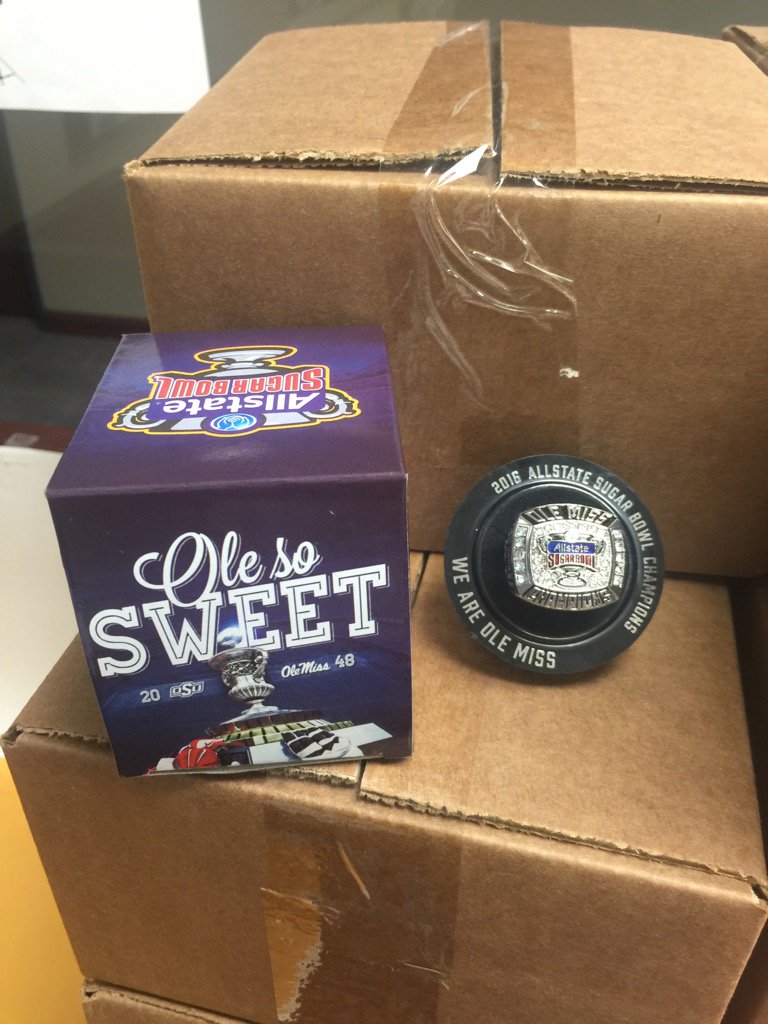 Allstate
SUGAR BOWL
Ole so
SWEET
20 OSU Ole Miss 48
2016 ALLSTATE SUGAR BOWL CHAMPIONS
OLE MISS
Allstate
SUGAR BOWL
CHAMPIONS
WE ARE OLE MISS